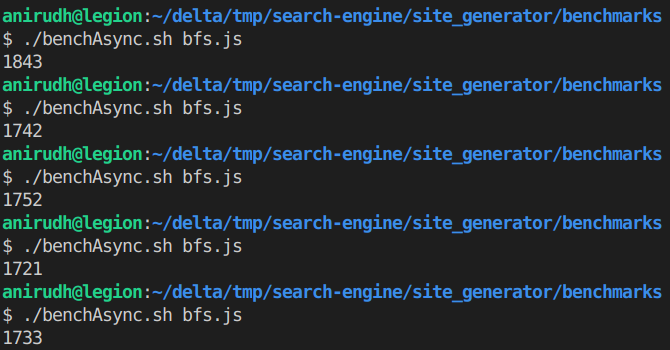 anirudh@legion:~/delta/tmp/search-engine/site_generator/benchmarks
$ ./benchAsync.sh bfs.js
1843
anirudh@legion:~/delta/tmp/search-engine/site_generator/benchmarks
$ ./benchAsync.sh bfs.js
1742
anirudh@legion:~/delta/tmp/search-engine/site_generator/benchmarks
$ ./benchAsync.sh bfs.js
1752
anirudh@legion:~/delta/tmp/search-engine/site_generator/benchmarks
$ ./benchAsync.sh bfs.js
1721
anirudh@legion:~/delta/tmp/search-engine/site_generator/benchmarks
$ ./benchAsync.sh bfs.js
1733